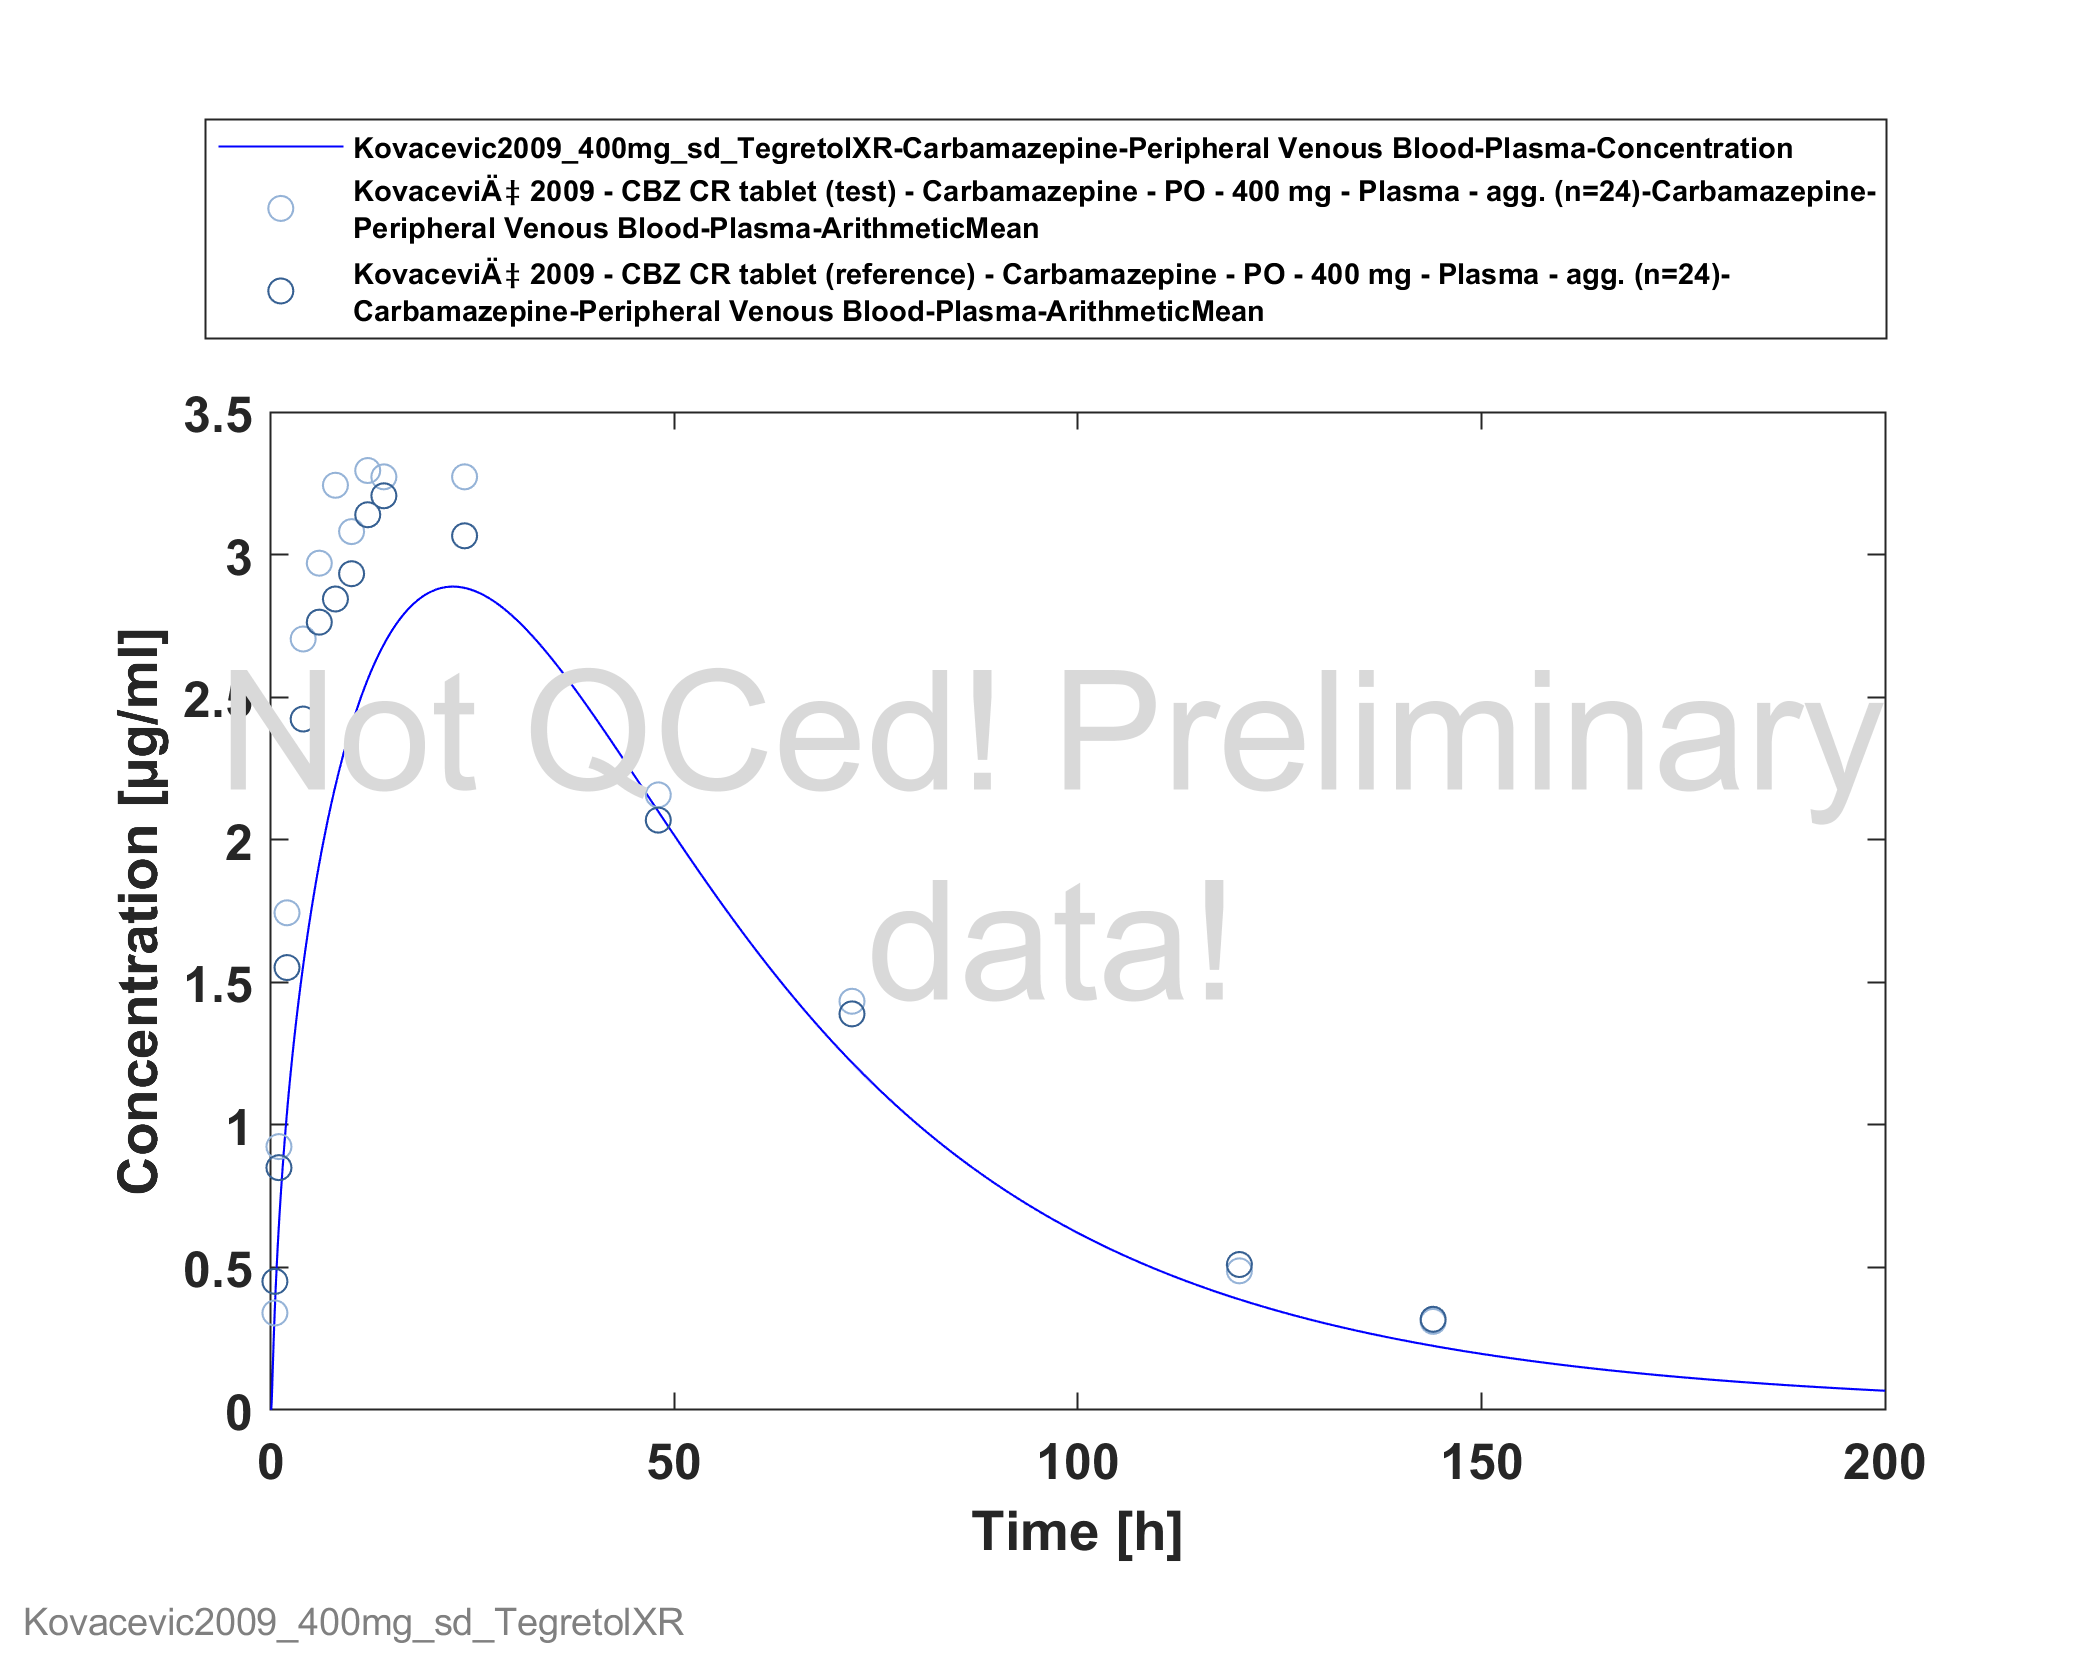 Kovacevic2009_400mg_sd_TegretolXR-Carbamazepine-Peripheral Venous Blood-Plasma-Concentration
KovaceviÄ‡ 2009 - CBZ CR tablet (test) - Carbamazepine - PO - 400 mg - Plasma - agg. (n=24)-Carbamazepine-
Peripheral Venous Blood-Plasma-ArithmeticMean
KovaceviÄ‡ 2009 - CBZ CR tablet (reference) - Carbamazepine - PO - 400 mg - Plasma - agg. (n=24)-
Carbamazepine-Peripheral Venous Blood-Plasma-ArithmeticMean
3.5
3
2.5
2
1.5
1
0.5
0
Concentration [µg/ml]
Not QCed! Preliminary
data!
0 50 100 150 200
Time [h]
Kovacevic2009_400mg_sd_TegretolXR